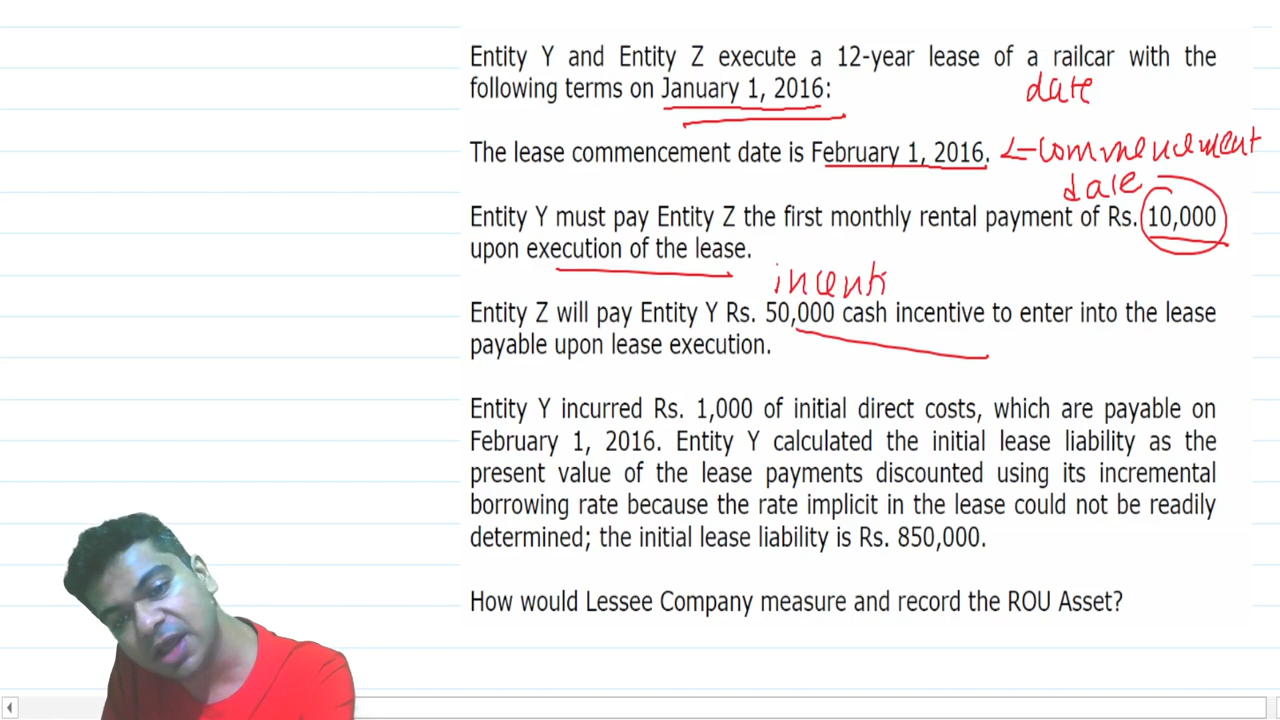 Entity Y and Entity Z execute a 12-year lease of a railcar with the
following terms on January 1, 2016:
date
The lease commencement date is February 1, 2016. <-commencement
date
Entity Y must pay Entity Z the first monthly rental payment of Rs. 10,000
upon execution of the lease.
incenti
Entity Z will pay Entity Y Rs. 50,000 cash incentive to enter into the lease
payable upon lease execution.
Entity Y incurred Rs. 1,000 of initial direct costs, which are payable on
February 1, 2016. Entity Y calculated the initial lease liability as the
present value of the lease payments discounted using its incremental
borrowing rate because the rate implicit in the lease could not be readily
determined; the initial lease liability is Rs. 850,000.
How would Lessee Company measure and record the ROU Asset?